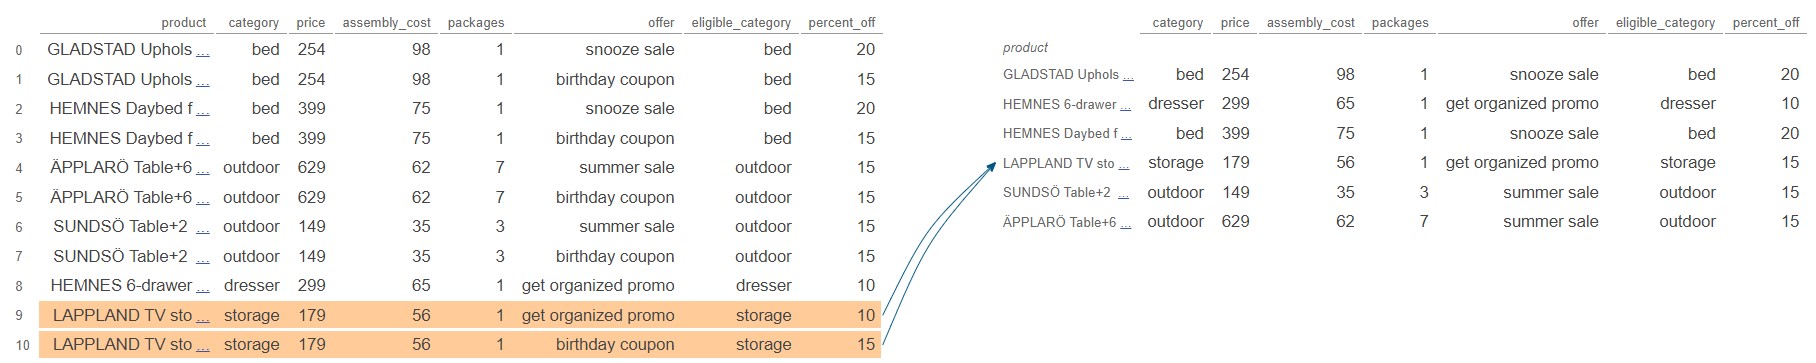 product category price assembly_cost packages offer eligible_category percent_off
0 GLADSTAD Uphols ... bed 254 98 1 snooze sale bed 20
1 GLADSTAD Uphols ... bed 254 98 1 birthday coupon bed 15
2 HEMNES Daybed f ... bed 399 75 1 snooze sale bed 20
3 HEMNES Daybed f ... bed 399 75 1 birthday coupon bed 15
4 ÄPPLARÖ Table+6 ... outdoor 629 62 7 summer sale outdoor 15
5 ÄPPLARÖ Table+6 ... outdoor 629 62 7 birthday coupon outdoor 15
6 SUNDSÖ Table+2 ... outdoor 149 35 3 summer sale outdoor 15
7 SUNDSÖ Table+2 ... outdoor 149 35 3 birthday coupon outdoor 15
8 HEMNES 6-drawer ... dresser 299 65 1 get organized promo dresser 10
9 LAPPLAND TV sto ... storage 179 56 1 get organized promo storage 10
10 LAPPLAND TV sto ... storage 179 56 1 birthday coupon storage 15
category price assembly_cost packages offer eligible_category percent_off
product
GLADSTAD Uphols ... bed 254 98 1 snooze sale bed 20
HEMNES 6-drawer ... dresser 299 65 1 get organized promo dresser 10
HEMNES Daybed f ... bed 399 75 1 snooze sale bed 20
LAPPLAND TV sto ... storage 179 56 1 get organized promo storage 15
SUNDSÖ Table+2 ... outdoor 149 35 3 summer sale outdoor 15
ÄPPLARÖ Table+6 ... outdoor 629 62 7 summer sale outdoor 15